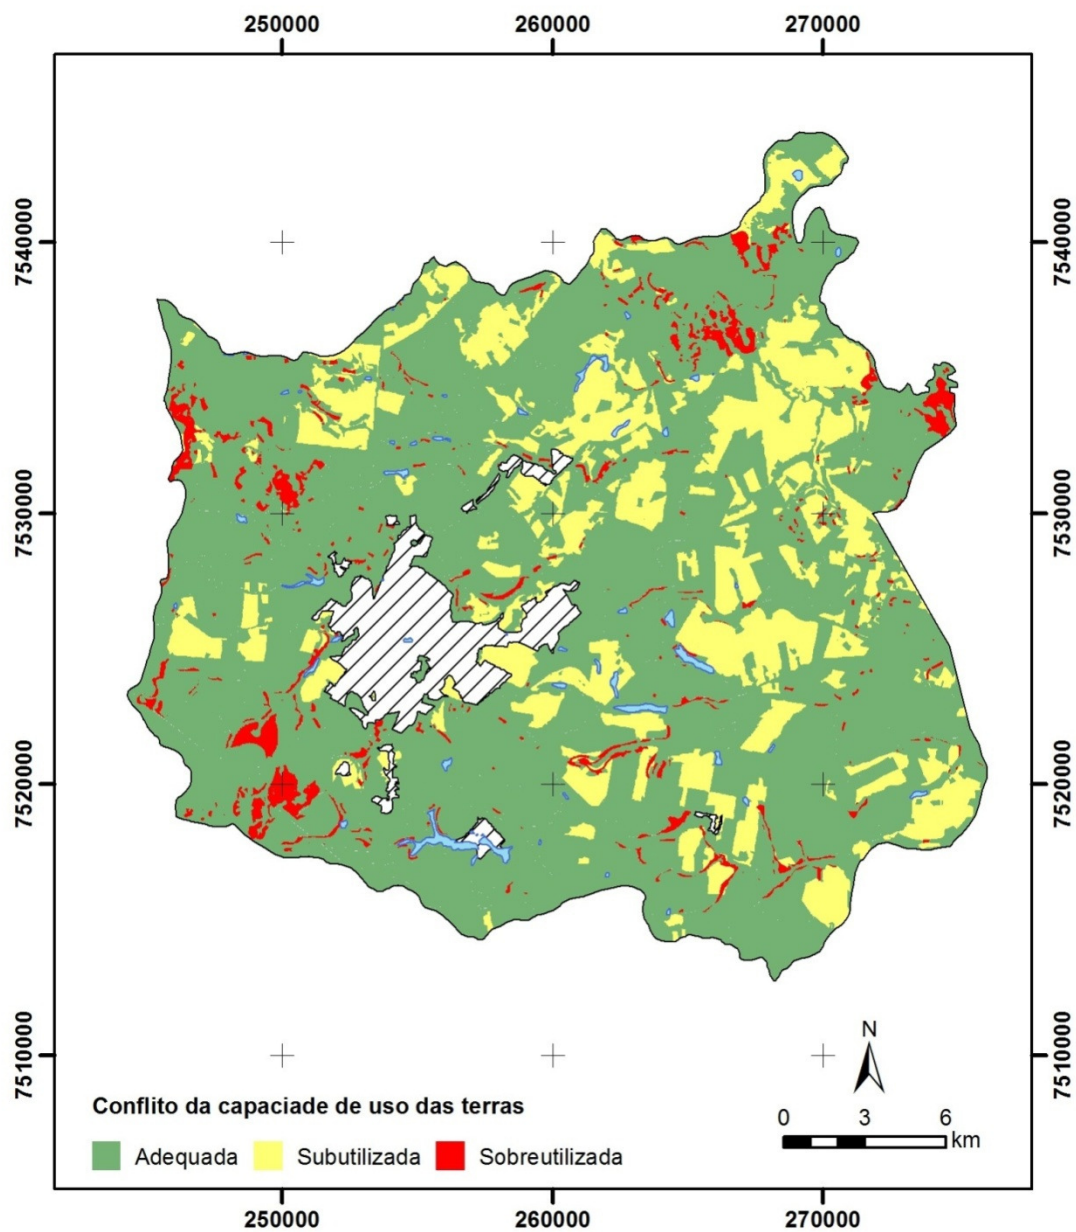 250000 260000 270000
7540000 7540000
7530000 7530000
7520000 7520000
7510000 7510000
N
Conflito da capaciade de uso das terras
0 3 6
km
Adequada Subutilizada Sobreutilizada
250000 260000 270000